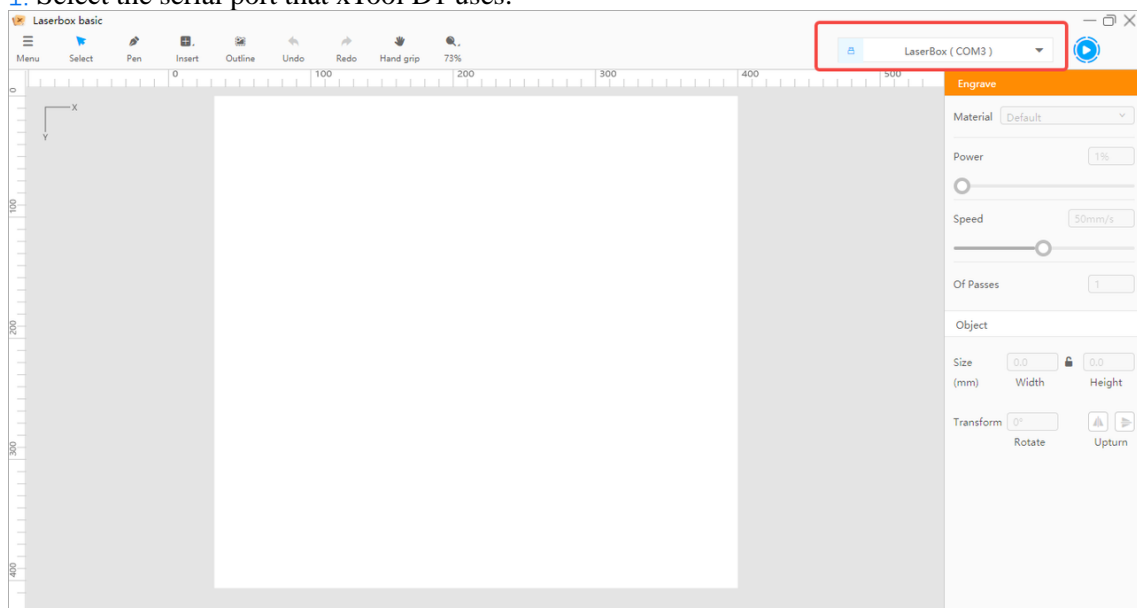 1. Select the serial port that xTool D1 uses.
Laserbox basic
Menu Select Pen Insert Outline Undo Redo Hand grip 73%
LaserBox ( COM3 )
0 100 200 300 400 500
Engrave
0
X
Y
Material Default
Power 1%
100
Speed 50mm/s
Of Passes 1
200
Object
Size 0.0 0.0
(mm) Width Height
Transform 0°
300
Rotate Upturn
400